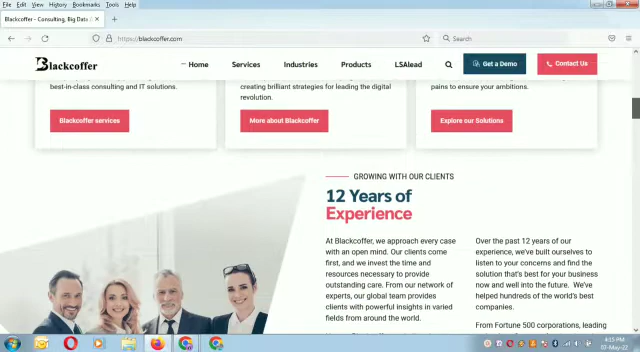 File Edit View History Bookmarks Tools Help
Blackcoffer - Consulting, Big Data
https://blackcoffer.com
Search
Blackcoffer
Home Services Industries Products LSAlead Get a Demo Contact Us
best-in-class consulting and IT solutions.
creating brilliant strategies for leading the digital
revolution.
pains to ensure your ambitions.
Blackcoffer services
More about Blackcoffer
Explore our Solutions
GROWING WITH OUR CLIENTS
12 Years of
Experience
At Blackcoffer, we approach every case
with an open mind. Our clients come
first, and we invest the time and
resources necessary to provide
outstanding care. From our network of
experts, our global team provides
clients with powerful insights in varied
fields from around the world.
Over the past 12 years of our
experience, we've built ourselves to
listen to your concerns and find the
solution that's best for your business
now and well into the future. We've
helped hundreds of the world's best
companies.
From Fortune 500 corporations, leading
4:15 PM
03-May-22